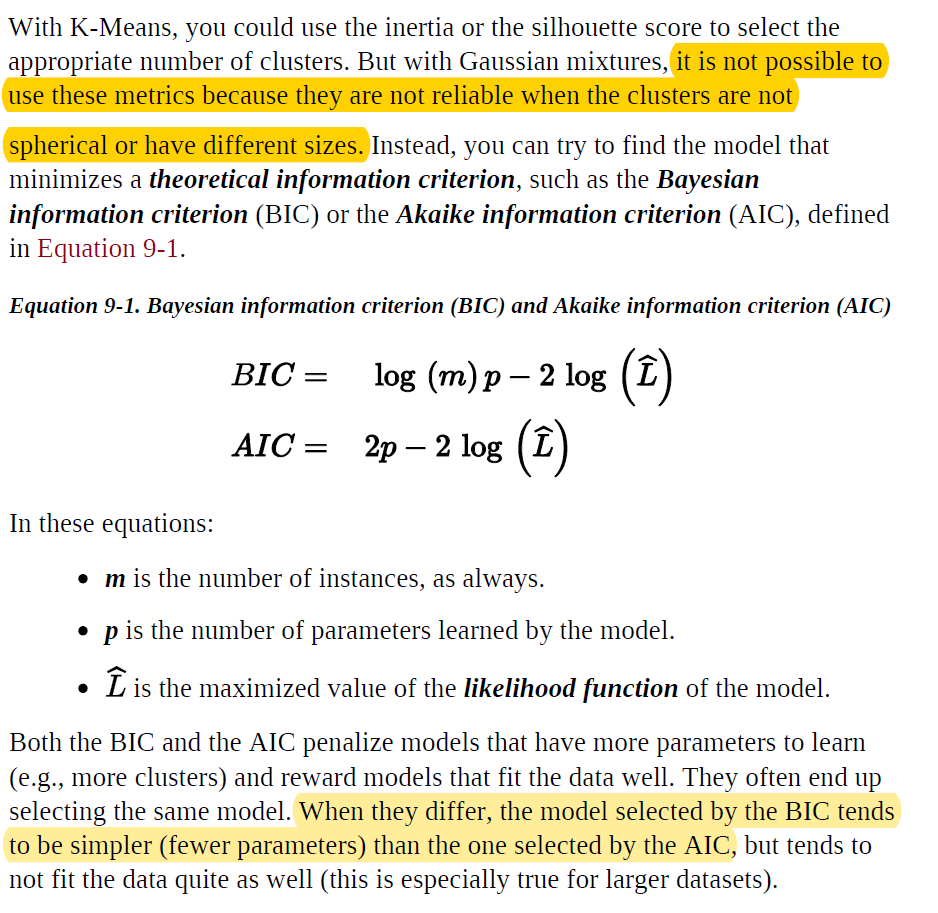 With K-Means, you could use the inertia or the silhouette score to select the
appropriate number of clusters. But with Gaussian mixtures, it is not possible to
use these metrics because they are not reliable when the clusters are not
spherical or have different sizes. Instead, you can try to find the model that
minimizes a theoretical information criterion, such as the Bayesian
information criterion (BIC) or the Akaike information criterion (AIC), defined
in Equation 9-1.
Equation 9-1. Bayesian information criterion (BIC) and Akaike information criterion (AIC)
BIC = log (m) p − 2 log (L̂)
AIC = 2p − 2 log (L̂)
In these equations:
• m is the number of instances, as always.
• p is the number of parameters learned by the model.
• L̂ is the maximized value of the likelihood function of the model.
Both the BIC and the AIC penalize models that have more parameters to learn
(e.g., more clusters) and reward models that fit the data well. They often end up
selecting the same model. When they differ, the model selected by the BIC tends
to be simpler (fewer parameters) than the one selected by the AIC, but tends to
not fit the data quite as well (this is especially true for larger datasets).